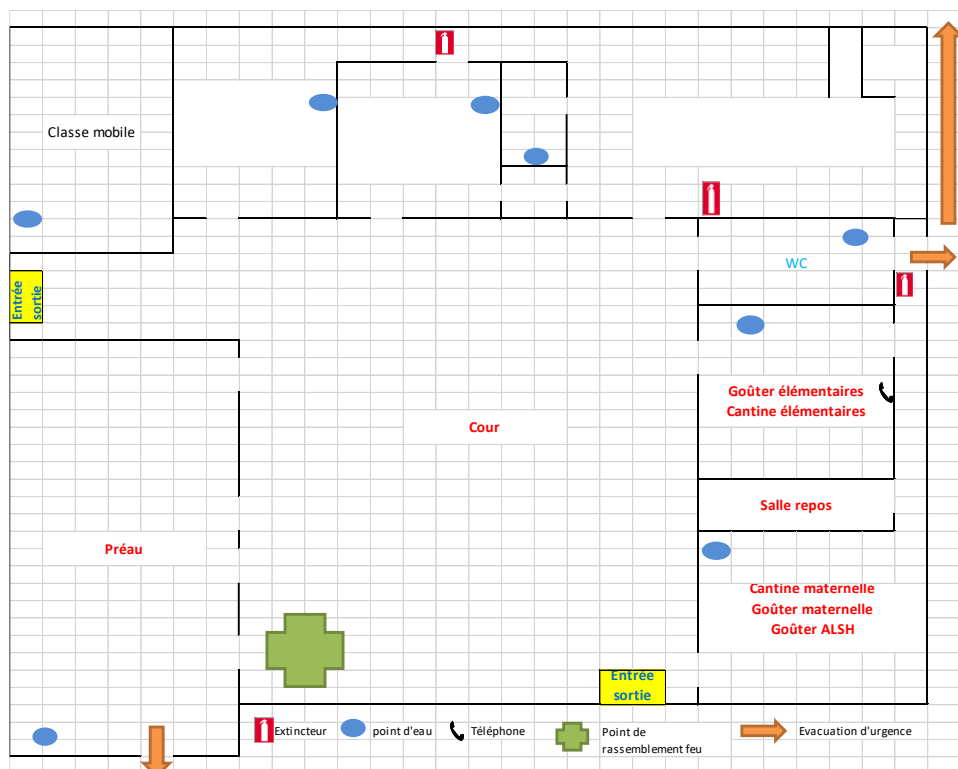 Classe mobile
WC
Entrée
sortie
Goûter élémentaires
Cantine élémentaires
Cour
Salle repos
Préau
Cantine maternelle
Goûter maternelle
Goûter ALSH
Entrée
sortie
Extincteur
point d'eau
Téléphone
Point de
rassemblement feu
Evacuation d'urgence